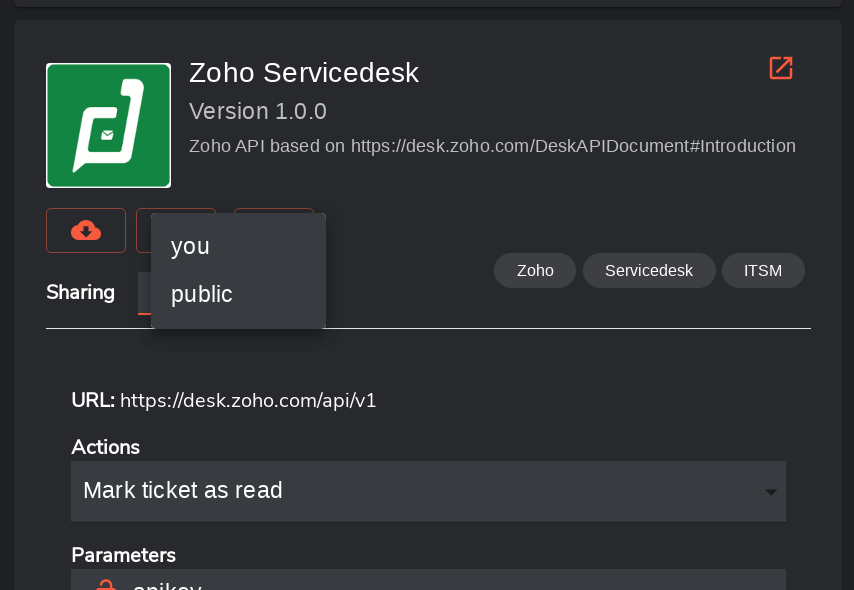 Zoho Servicedesk
Version 1.0.0
Zoho API based on https://desk.zoho.com/DeskAPIDocument#Introduction
you
public
Zoho
Servicedesk
ITSM
Sharing
URL: https://desk.zoho.com/api/v1
Actions
Mark ticket as read
Parameters
apikey